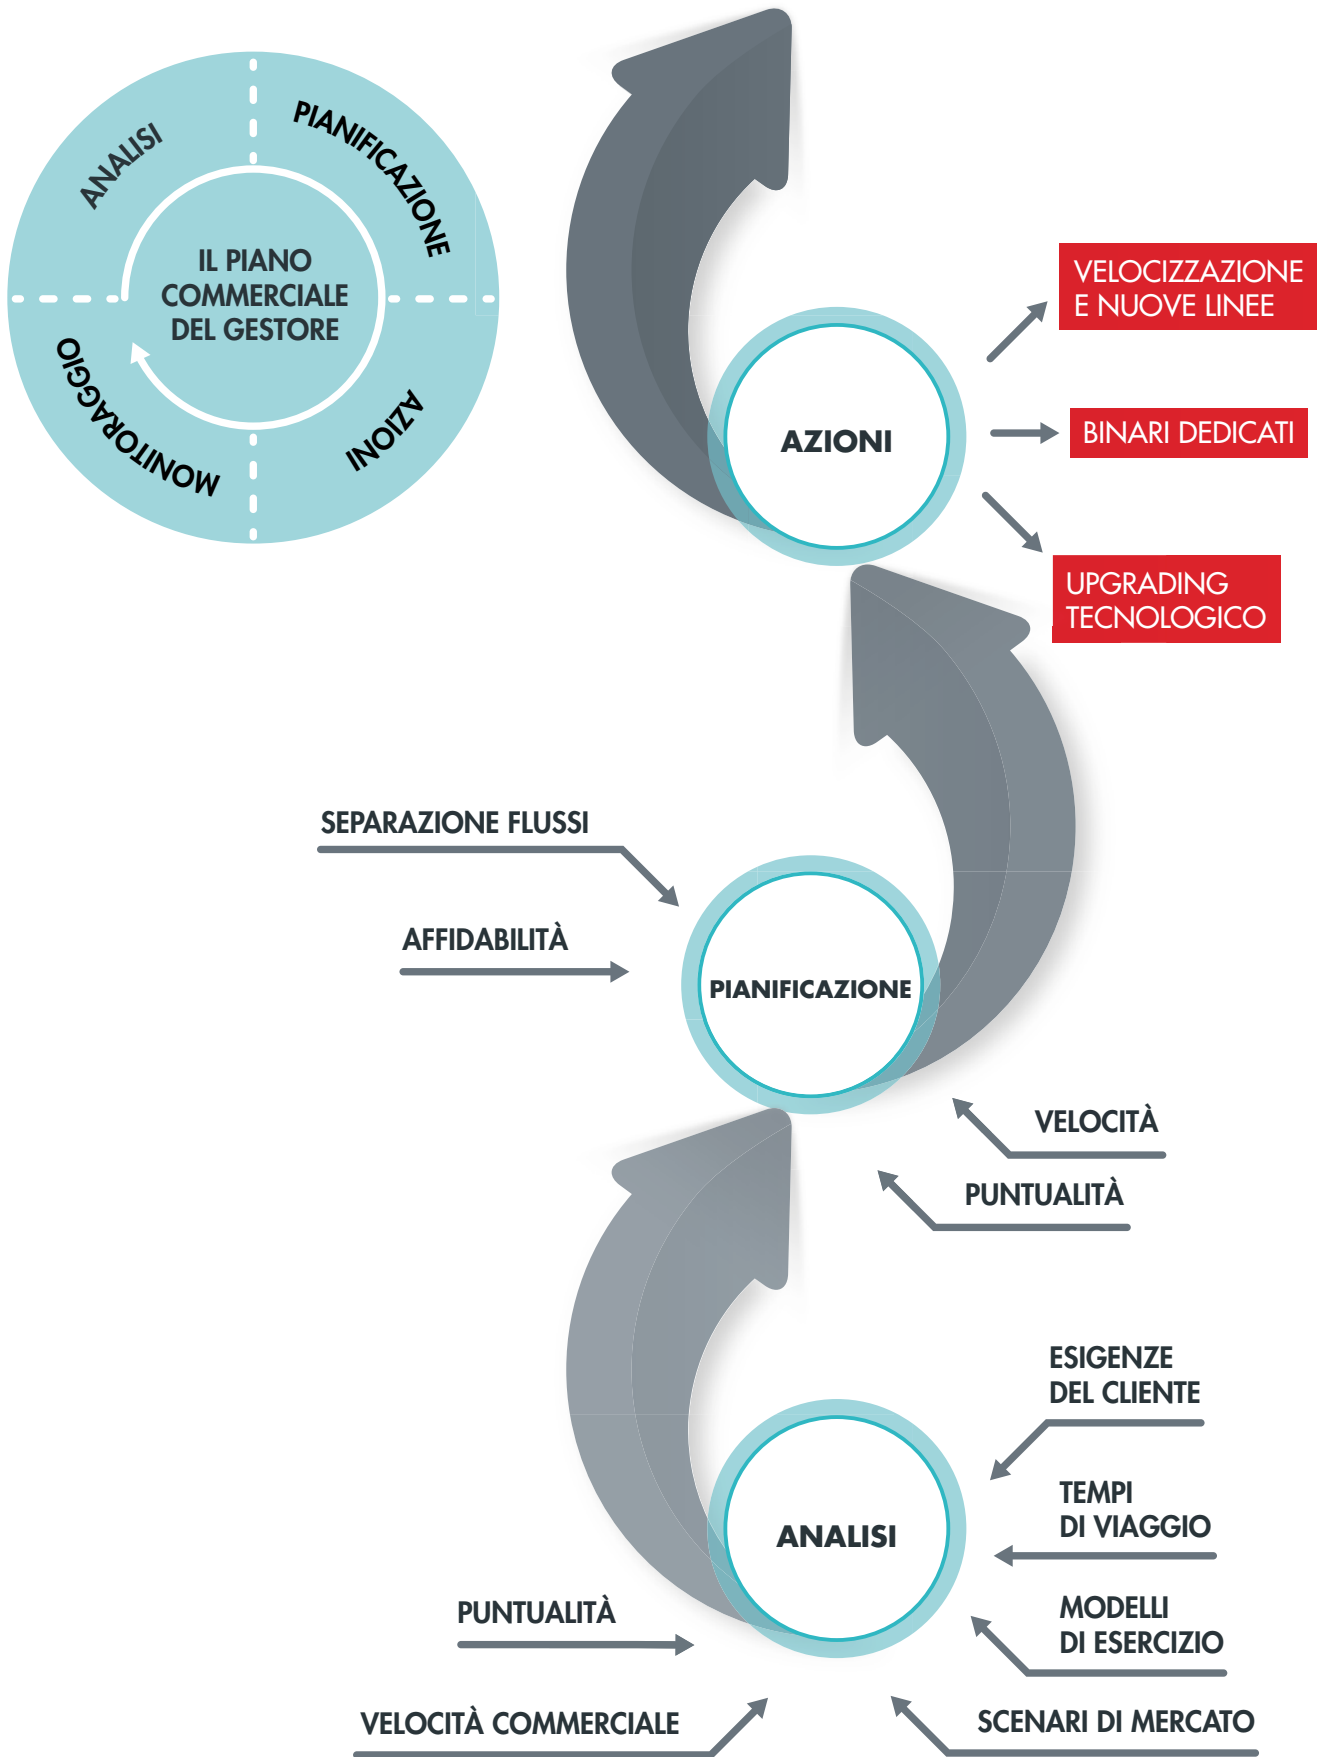 ANALISI
PIANIFICAZIONE
IL PIANO
COMMERCIALE
DEL GESTORE
MONITORAGGIO
AZIONI
VELOCIZZAZIONE
E NUOVE LINEE
AZIONI
BINARI DEDICATI
UPGRADING
TECNOLOGICO
SEPARAZIONE FLUSSI
AFFIDABILITÀ
PIANIFICAZIONE
VELOCITÀ
PUNTUALITÀ
ESIGENZE
DEL CLIENTE
TEMPI
DI VIAGGIO
ANALISI
MODELLI
DI ESERCIZIO
PUNTUALITÀ
VELOCITÀ COMMERCIALE
SCENARI DI MERCATO